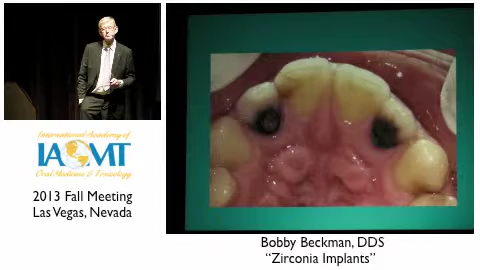 International Academy of
IAOMT
Oral Medicine & Toxicology
2013 Fall Meeting
Las Vegas, Nevada
Bobby Beckman, DDS
"Zirconia Implants"